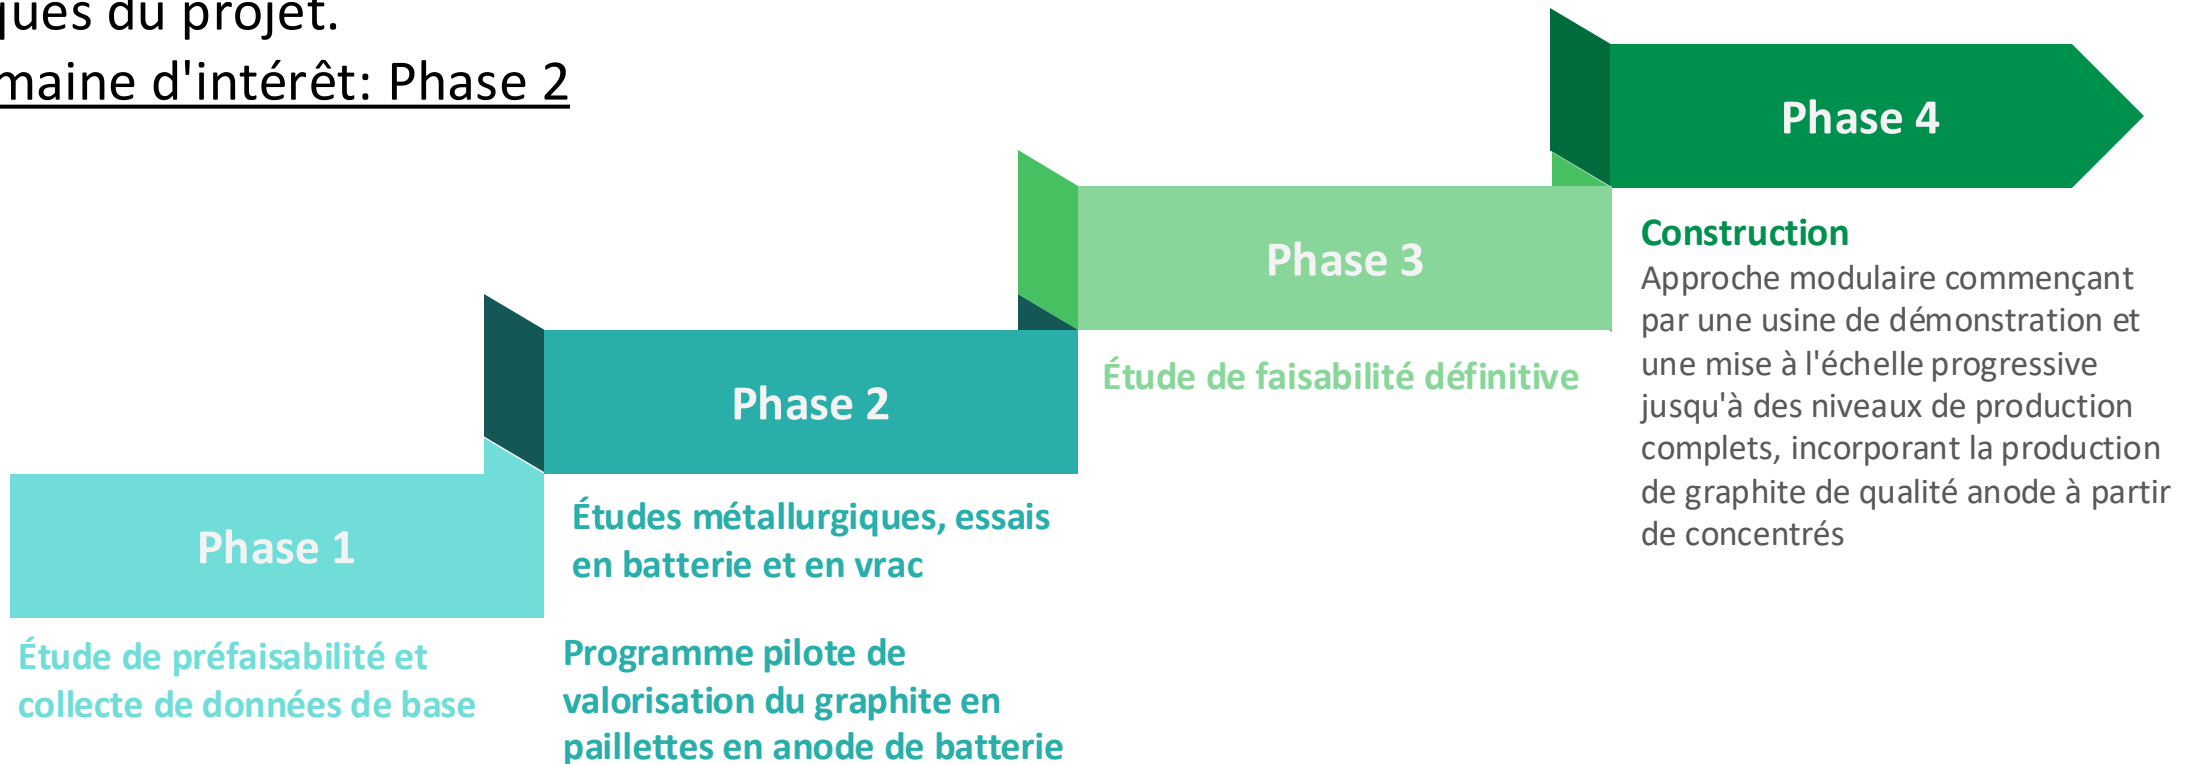 ques du projet.
maine d'intérêt: Phase 2
Phase 1
Étude de préfaisabilité et
collecte de données de base
Phase 2
Études métallurgiques, essais
en batterie et en vrac
Programme pilote de
valorisation du graphite en
paillettes en anode de batterie
Phase 3
Étude de faisabilité définitive
Phase 4
Construction
Approche modulaire commençant
par une usine de démonstration et
une mise à l'échelle progressive
jusqu'à des niveaux de production
complets, incorporant la production
de graphite de qualité anode à partir
de concentrés